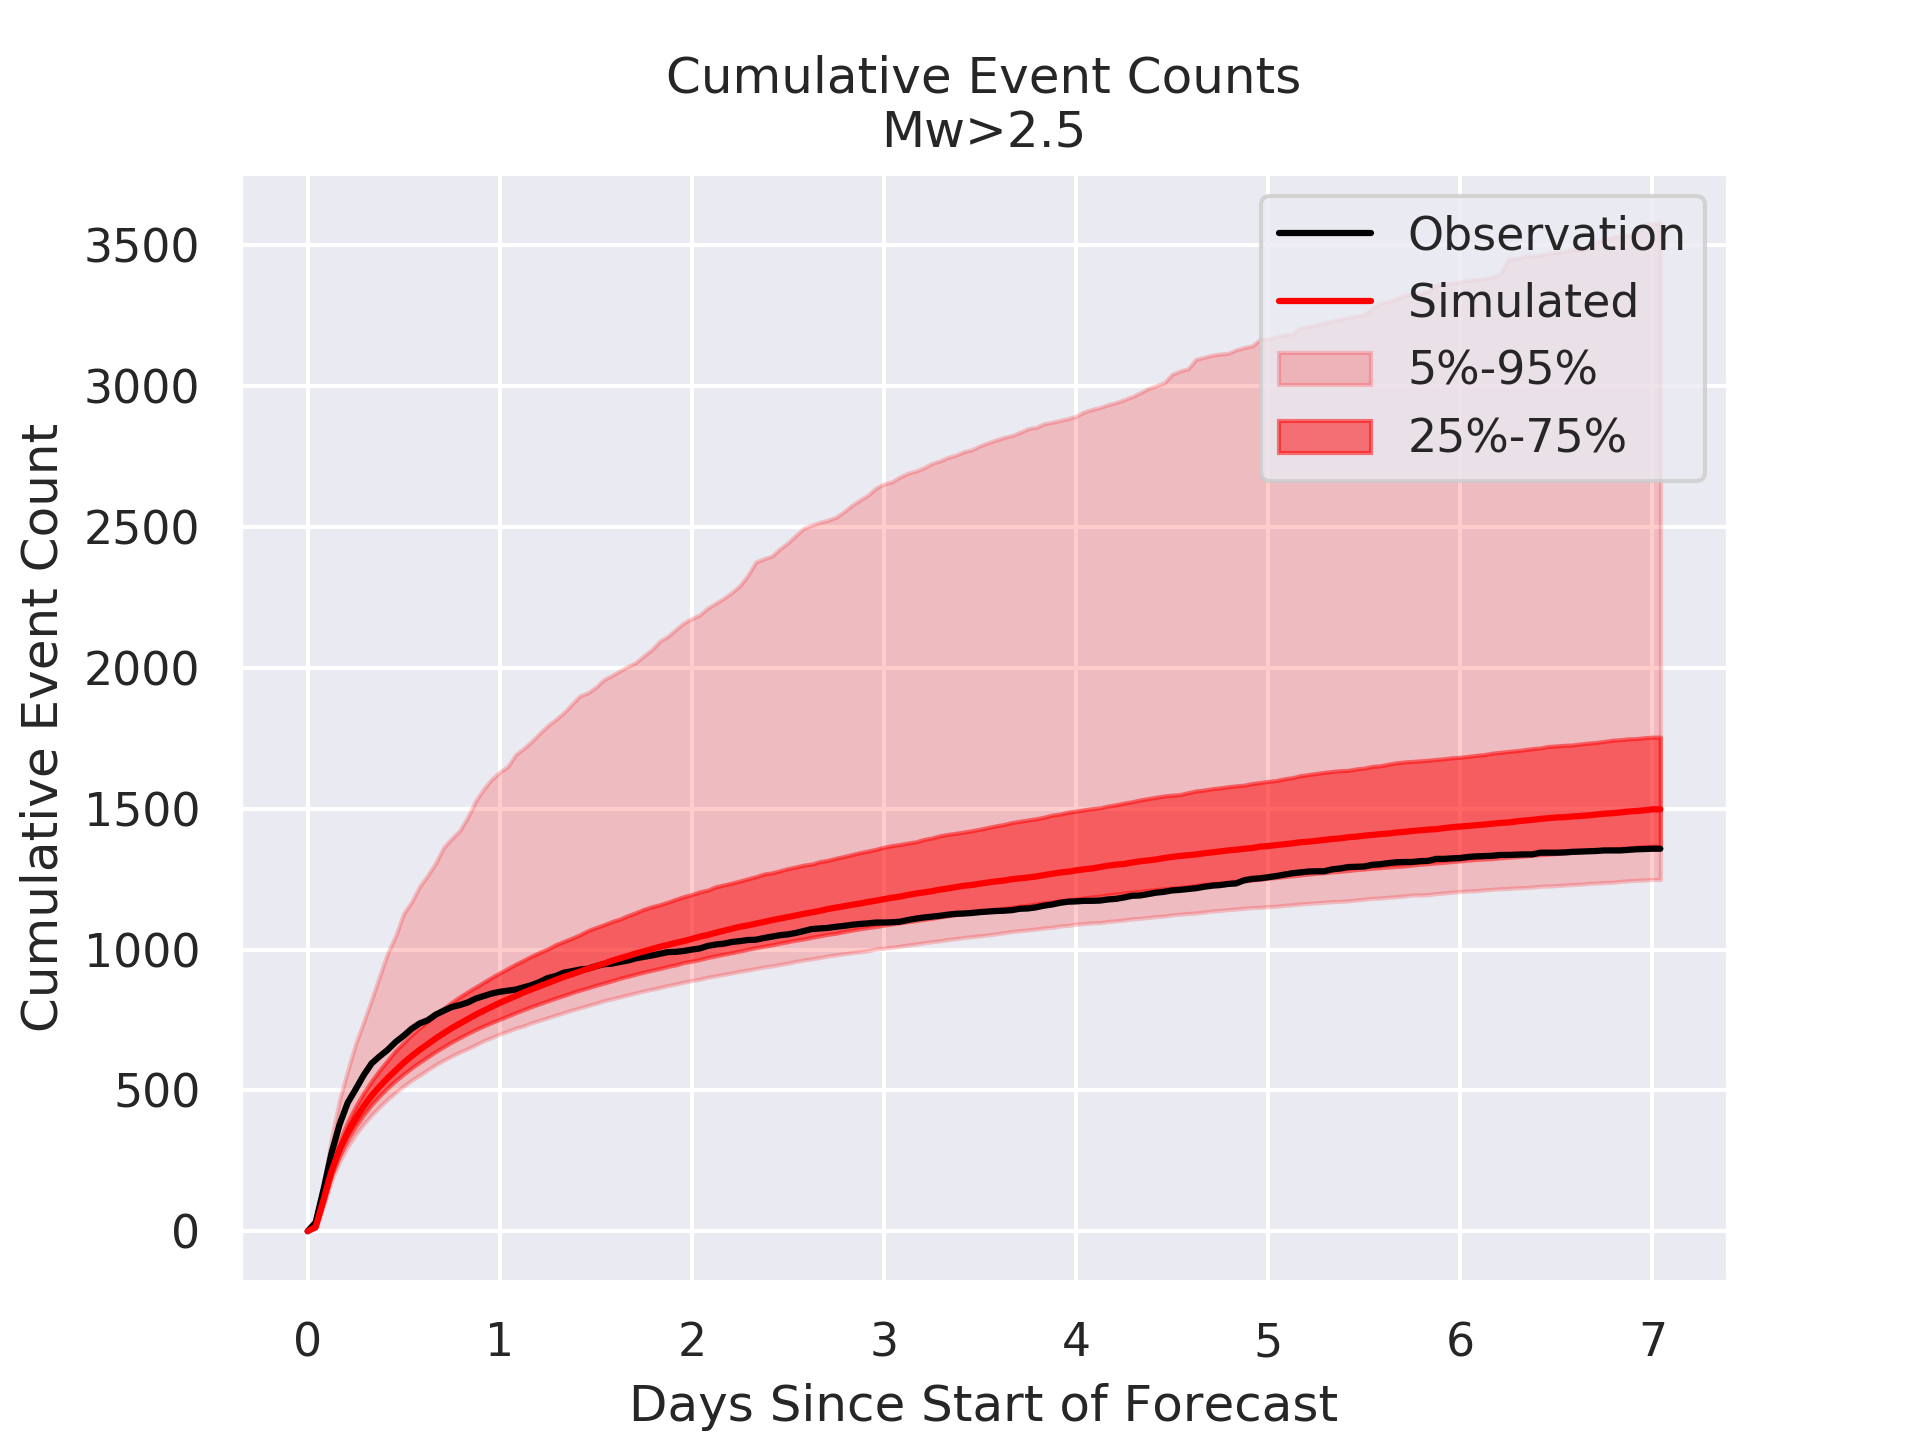 Cumulative Event Counts
Mw>2.5
Observation
Simulated
5%-95%
25%-75%
Cumulative Event Count
3500
3000
2500
2000
1500
1000
500
0
0 1 2 3 4 5 6 7
Days Since Start of Forecast